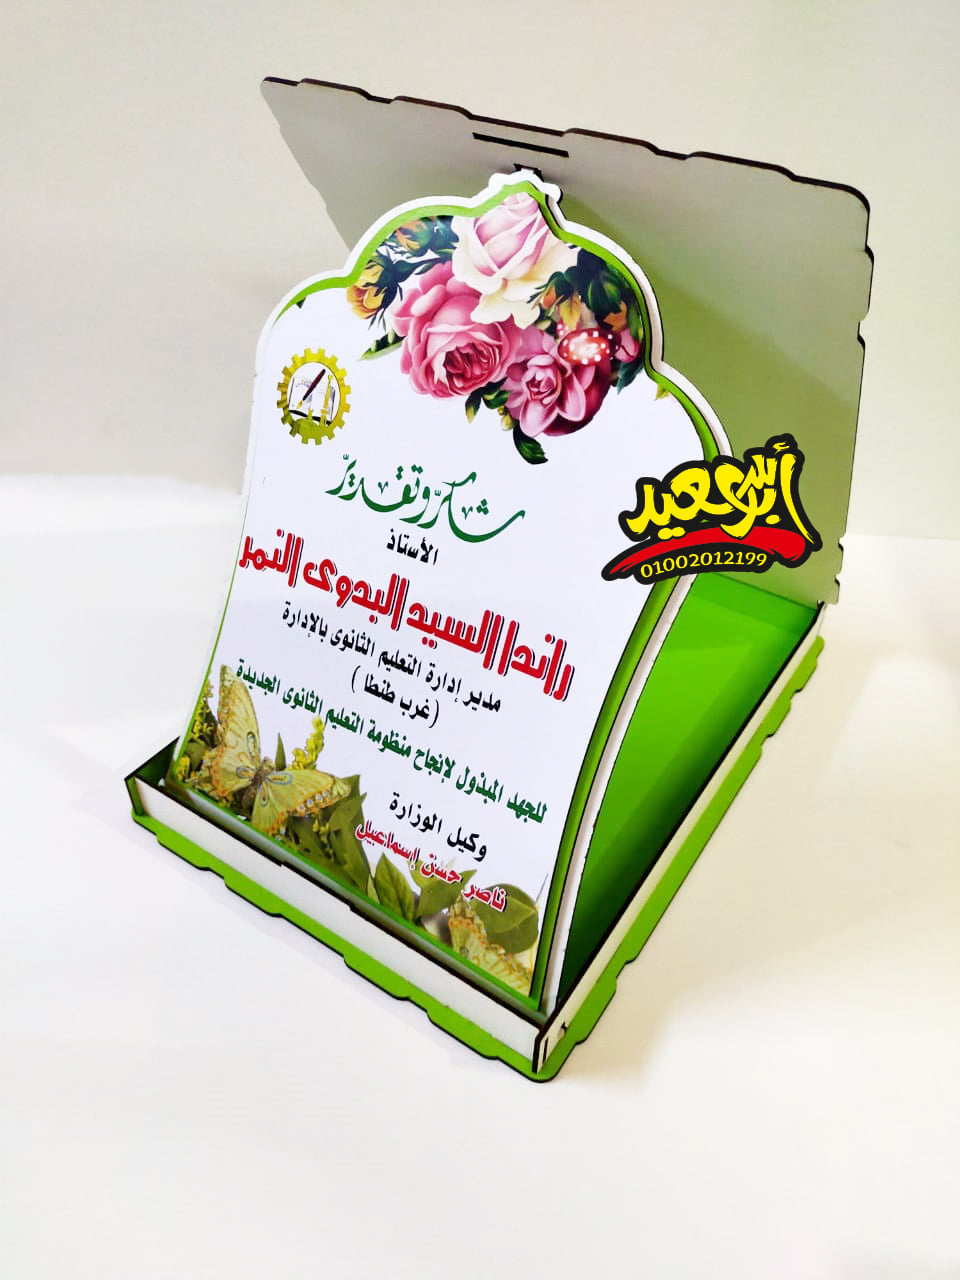 شكر وتقدير
الأستاذ
راندا السيد البدوى النمر
مدير إدارة التعليم الثانوى بالإدارة
(غرب طنطا )
للجهد المبذول لإنجاح منظومة التعليم الثانوى الجديدة
وكيل الوزارة
ناصر حسن إسماعيل
أبو سعيد
01002012199